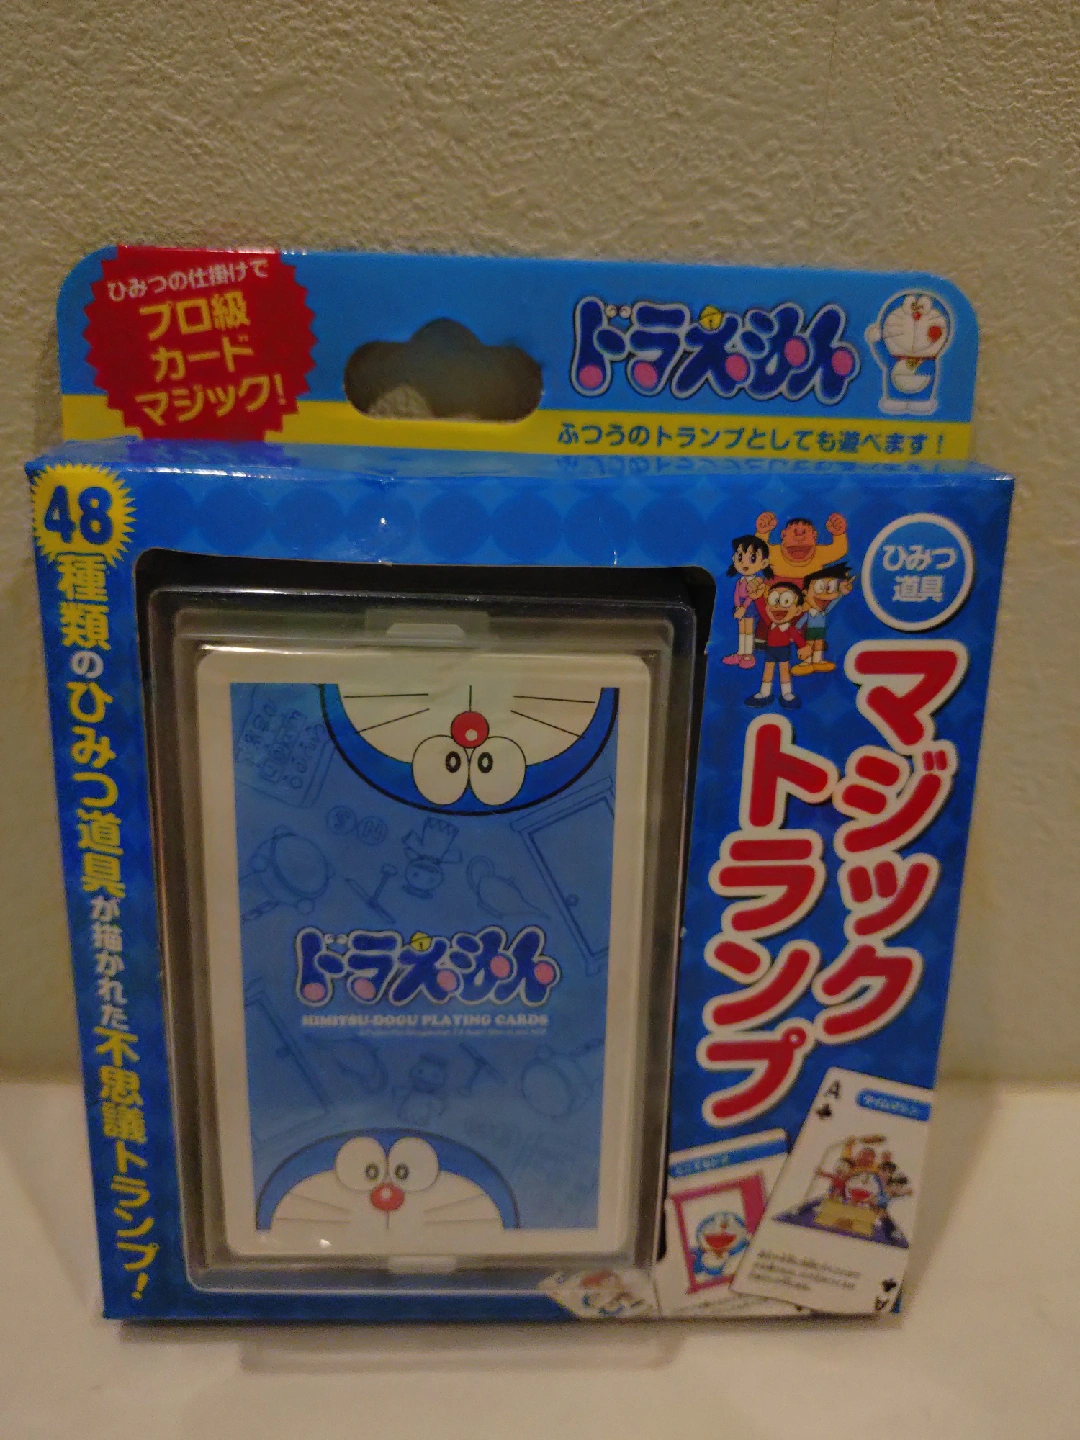 ひみつの仕掛けで
プロ級
カード
マジック!
ドラえもん
ふつうのトランプとしても遊べます!
48
種類のひみつ道具が描かれた不思議トランプ!
ひみつ
道具
マジック
トランプ
ドラえもん
HIMITSU-DOGU PLAYING CARDS
A
A